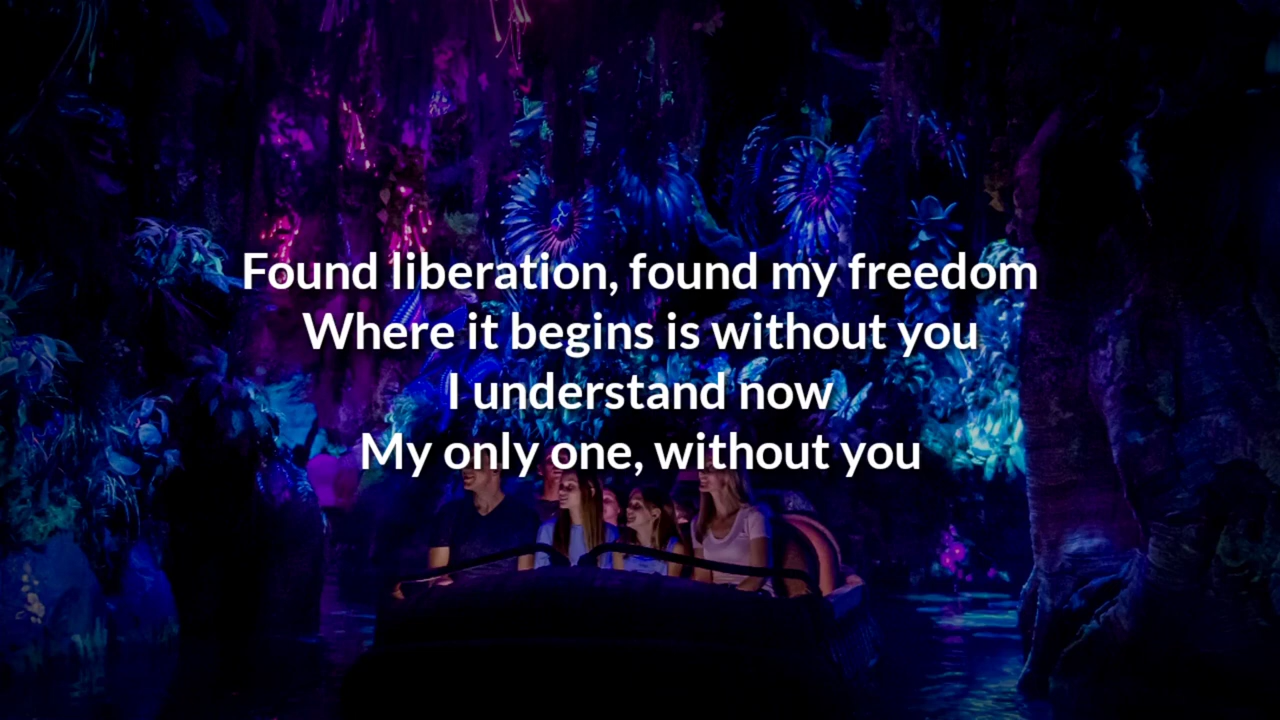 Found liberation, found my freedom
Where it begins is without you
I understand now
My only one, without you